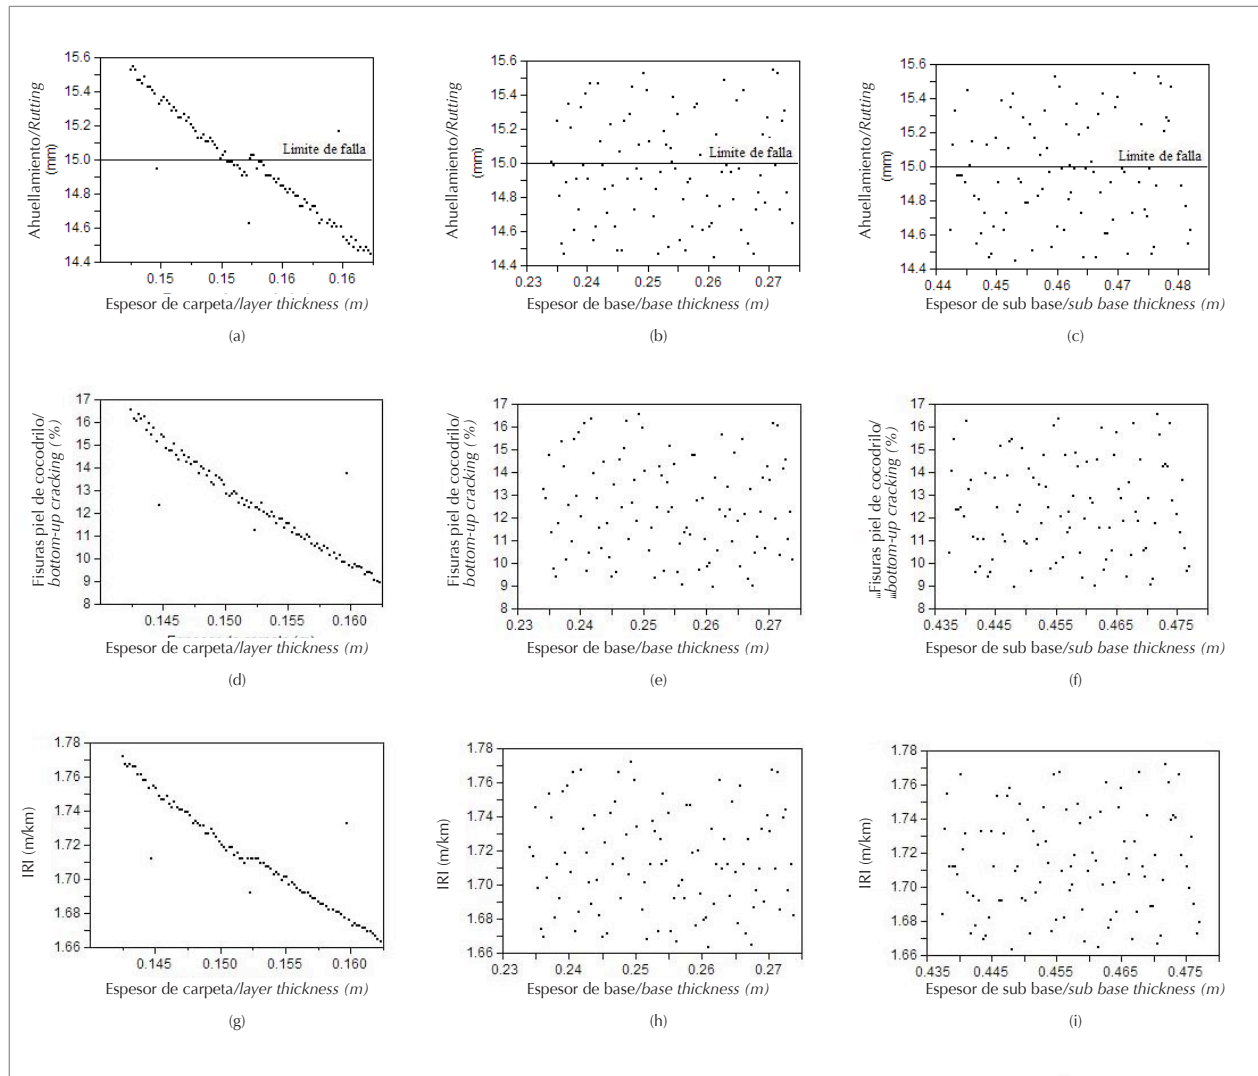 15.6
15.4
15.2
15.0
14.8
14.6
14.4
Ahuellamiento/Rutting
(mm)
Limite de falla
0.15 0.15 0.16 0.16
Espesor de carpeta/layer thickness (m)
(a)
15.6
15.4
15.2
15.0
14.8
14.6
14.4
Ahuellamiento/Rutting
(mm)
Limite de falla
0.23 0.24 0.25 0.26 0.27
Espesor de base/base thickness (m)
(b)
15.6
15.4
15.2
15.0
14.8
14.6
14.4
Ahuellamiento/Rutting
(mm)
Limite de falla
0.44 0.45 0.46 0.47 0.48
Espesor de sub base/sub base thickness (m)
(c)
17
16
15
14
13
12
11
10
9
8
Fisuras piel de cocodrilo/
bottom-up cracking (%)
0.145 0.150 0.155 0.160
Espesor de carpeta/layer thickness (m)
(d)
17
16
15
14
13
12
11
10
9
8
Fisuras piel de cocodrilo/
bottom-up cracking (%)
0.23 0.24 0.25 0.26 0.27
Espesor de base/base thickness (m)
(e)
17
16
15
14
13
12
11
10
9
8
Fisuras piel de cocodrilo/
bottom-up cracking (%)
0.435 0.445 0.455 0.465 0.475
Espesor de sub base/sub base thickness (m)
(f)
1.78
1.76
1.74
1.72
1.70
1.68
1.66
IRI (m/km)
0.145 0.150 0.155 0.160
Espesor de carpeta/layer thickness (m)
(g)
1.78
1.76
1.74
1.72
1.70
1.68
1.66
IRI (m/km)
0.23 0.24 0.25 0.26 0.27
Espesor de base/base thickness (m)
(h)
1.78
1.76
1.74
1.72
1.70
1.68
1.66
IRI (m/km)
0.435 0.445 0.455 0.465 0.475
Espesor de sub base/sub base thickness (m)
(i)